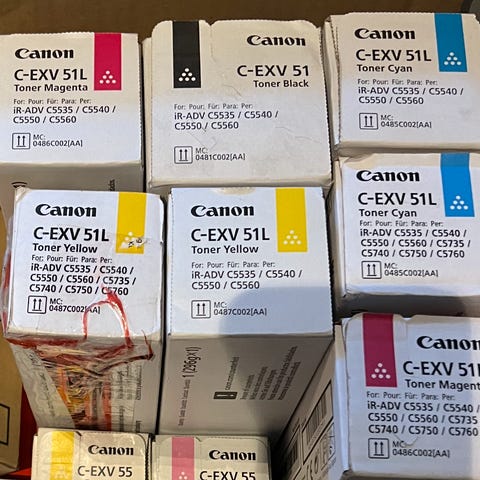 Canon
C-EXV 51L
Toner Magenta
For: Pour: Für: Para: Per:
iR-ADV C5535 / C5540 /
C5550 / C5560
MC:
0486C002[AA]
Canon
C-EXV 51
Toner Black
For: Pour: Für: Para: Per:
iR-ADV C5535 / C5540 /
C5550 / C5560
MC:
0481C002[AA]
Canon
C-EXV 51L
Toner Cyan
For: Pour: Für: Para: Per:
iR-ADV C5535 / C5540 /
C5550 / C5560
MC:
0485C002[AA]
Canon
C-EXV 51L
Toner Yellow
For: Pour: Für: Para: Per:
iR-ADV C5535 / C5540 /
C5550 / C5560 / C5735
C5740 / C5750 / C5760
MC:
0487C002[AA]
Canon
C-EXV 51L
Toner Yellow
For: Pour: Für: Para: Per:
iR-ADV C5535 / C5540 /
C5550 / C5560
MC:
0487C002[AA]
1(296g×1)
Canon
C-EXV 51L
Toner Cyan
For: Pour: Für: Para: Per:
iR-ADV C5535 / C5540 /
C5550 / C5560 / C5735
C5740 / C5750 / C5760
MC:
0485C002[AA]
Canon
C-EXV 51L
Toner Magent
For: Pour: Für: Para: Per:
iR-ADV C5535 / C5540 /
C5550 / C5560 / C5735
C5740 / C5750 / C5760
MC:
0486C002[AA]
Canon
C-EXV 55
Canon
C-EXV 55